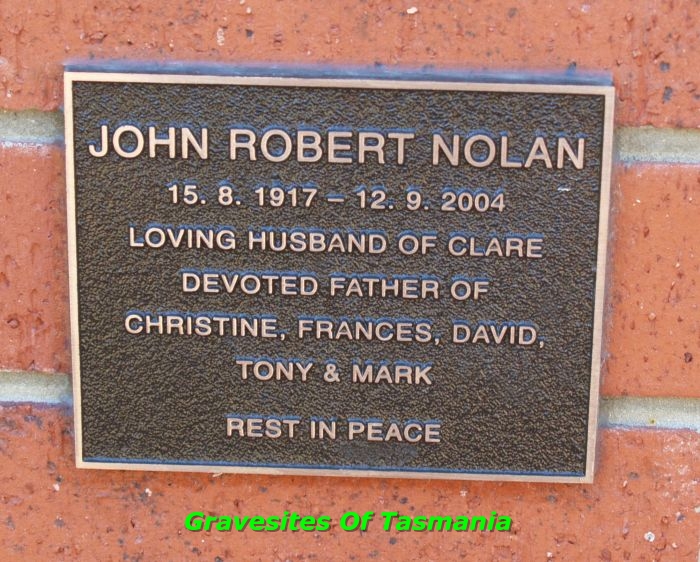 JOHN ROBERT NOLAN
15. 8. 1917 – 12. 9. 2004
LOVING HUSBAND OF CLARE
DEVOTED FATHER OF
CHRISTINE, FRANCES, DAVID,
TONY & MARK
REST IN PEACE
Gravesites Of Tasmania